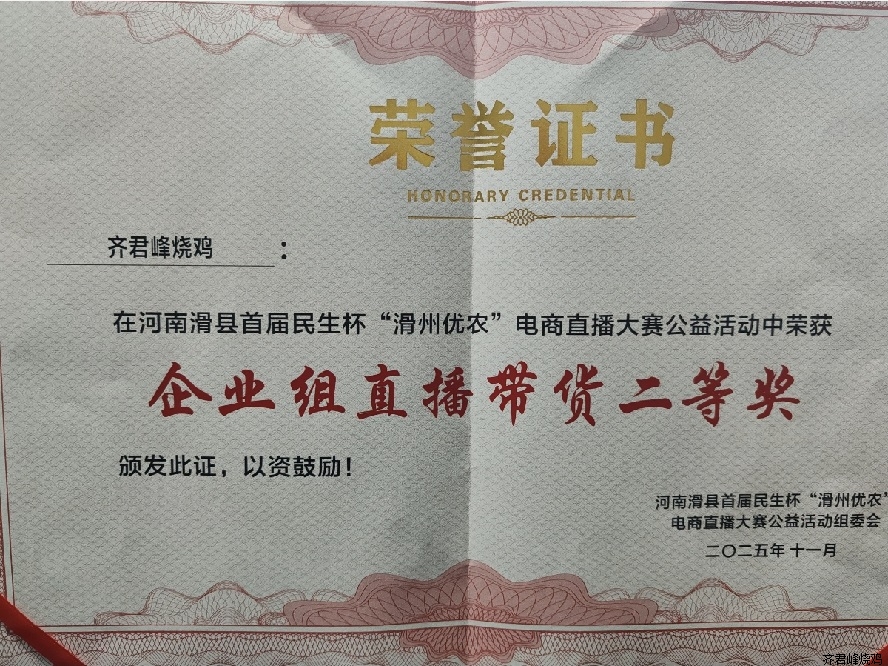 荣誉证书
HONORARY CREDENTIAL
齐君峰烧鸡：
在河南滑县首届民生杯“滑州优农”电商直播大赛公益活动中荣获
企业组直播带货二等奖
颁发此证，以资鼓励！
河南滑县首届民生杯“滑州优农”
电商直播大赛公益活动组委会
二〇二五年十一月
齐君峰烧鸡